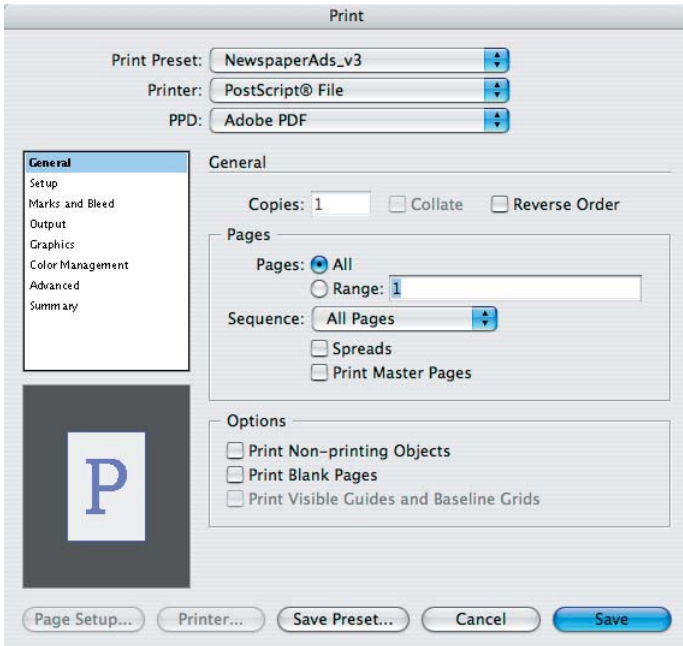 Print
Print Preset: NewspaperAds_v3
Printer: PostScript® File
PPD: Adobe PDF
General
Setup
Marks and Bleed
Output
Graphics
Color Management
Advanced
Summary
General
Copies: 1 Collate Reverse Order
Pages
Pages: All
Range: 1
Sequence: All Pages
Spreads
Print Master Pages
Options
Print Non-printing Objects
Print Blank Pages
Print Visible Guides and Baseline Grids
P
Page Setup... Printer... Save Preset... Cancel Save